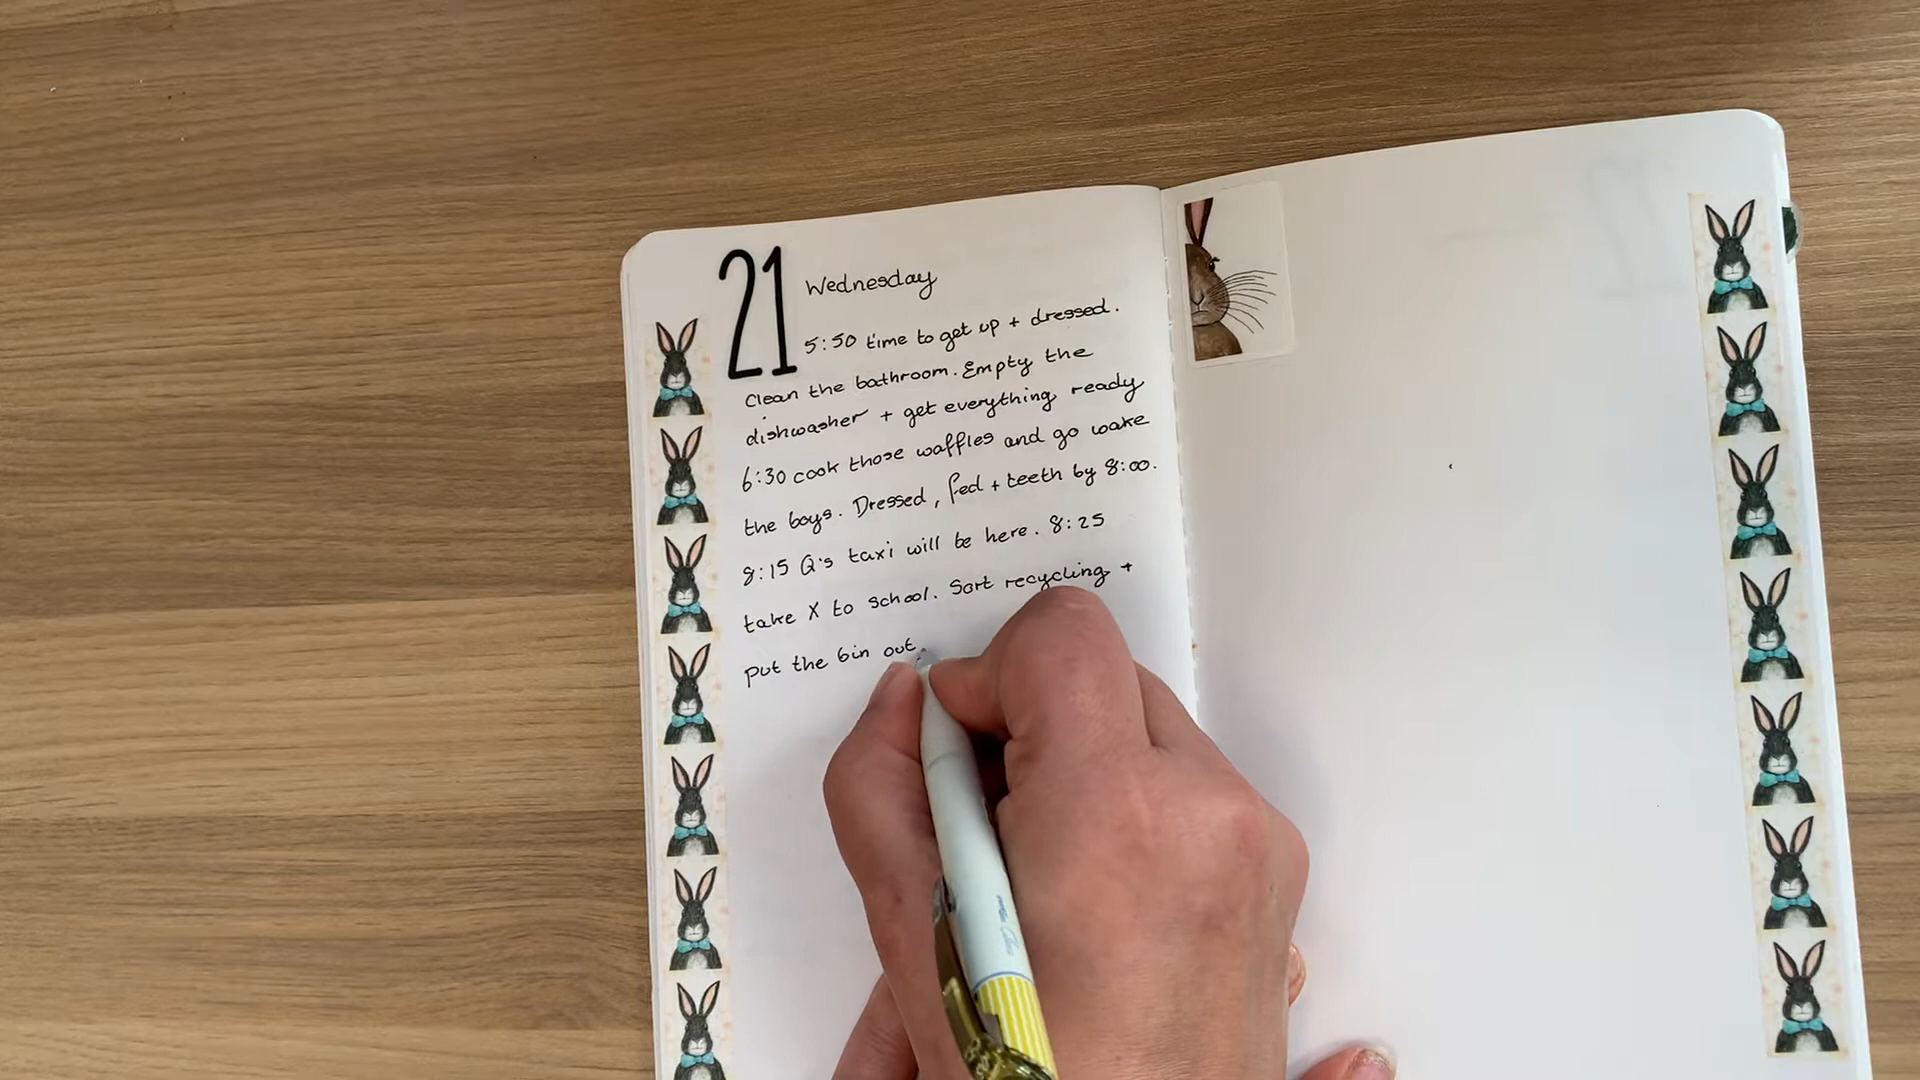 21 Wednesday
5:50 time to get up + dressed.
Clean the bathroom. Empty the
dishwasher + get everything ready
6:30 cook those waffles and go wake
the boys. Dressed, fed + teeth by 8:00.
8:15 Q's taxi will be here. 8:25
take X to school. Sort recycling +
put the bin out.